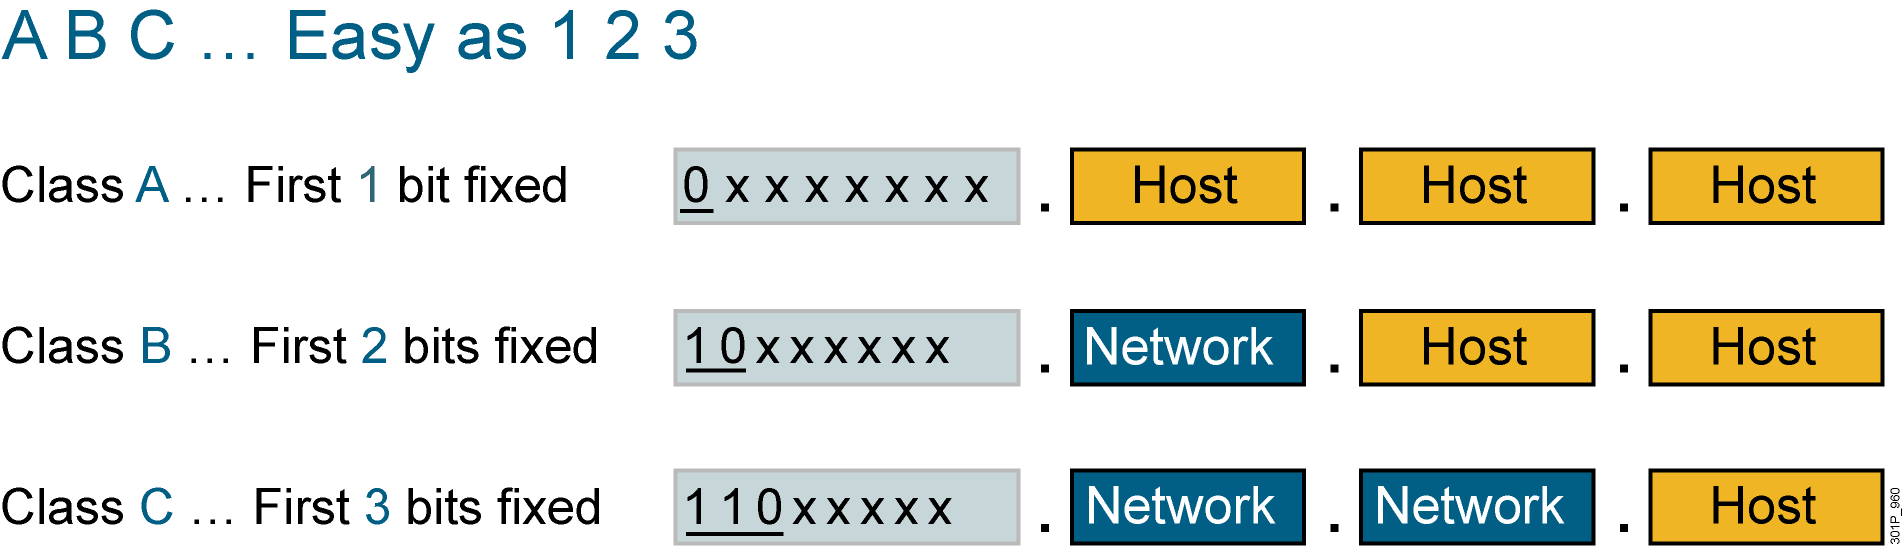 A B C … Easy as 1 2 3
Class A … First 1 bit fixed 0 x x x x x x x . Host . Host . Host
Class B … First 2 bits fixed 1 0 x x x x x x . Network . Host . Host
Class C … First 3 bits fixed 1 1 0 x x x x x . Network . Network . Host
301P_960